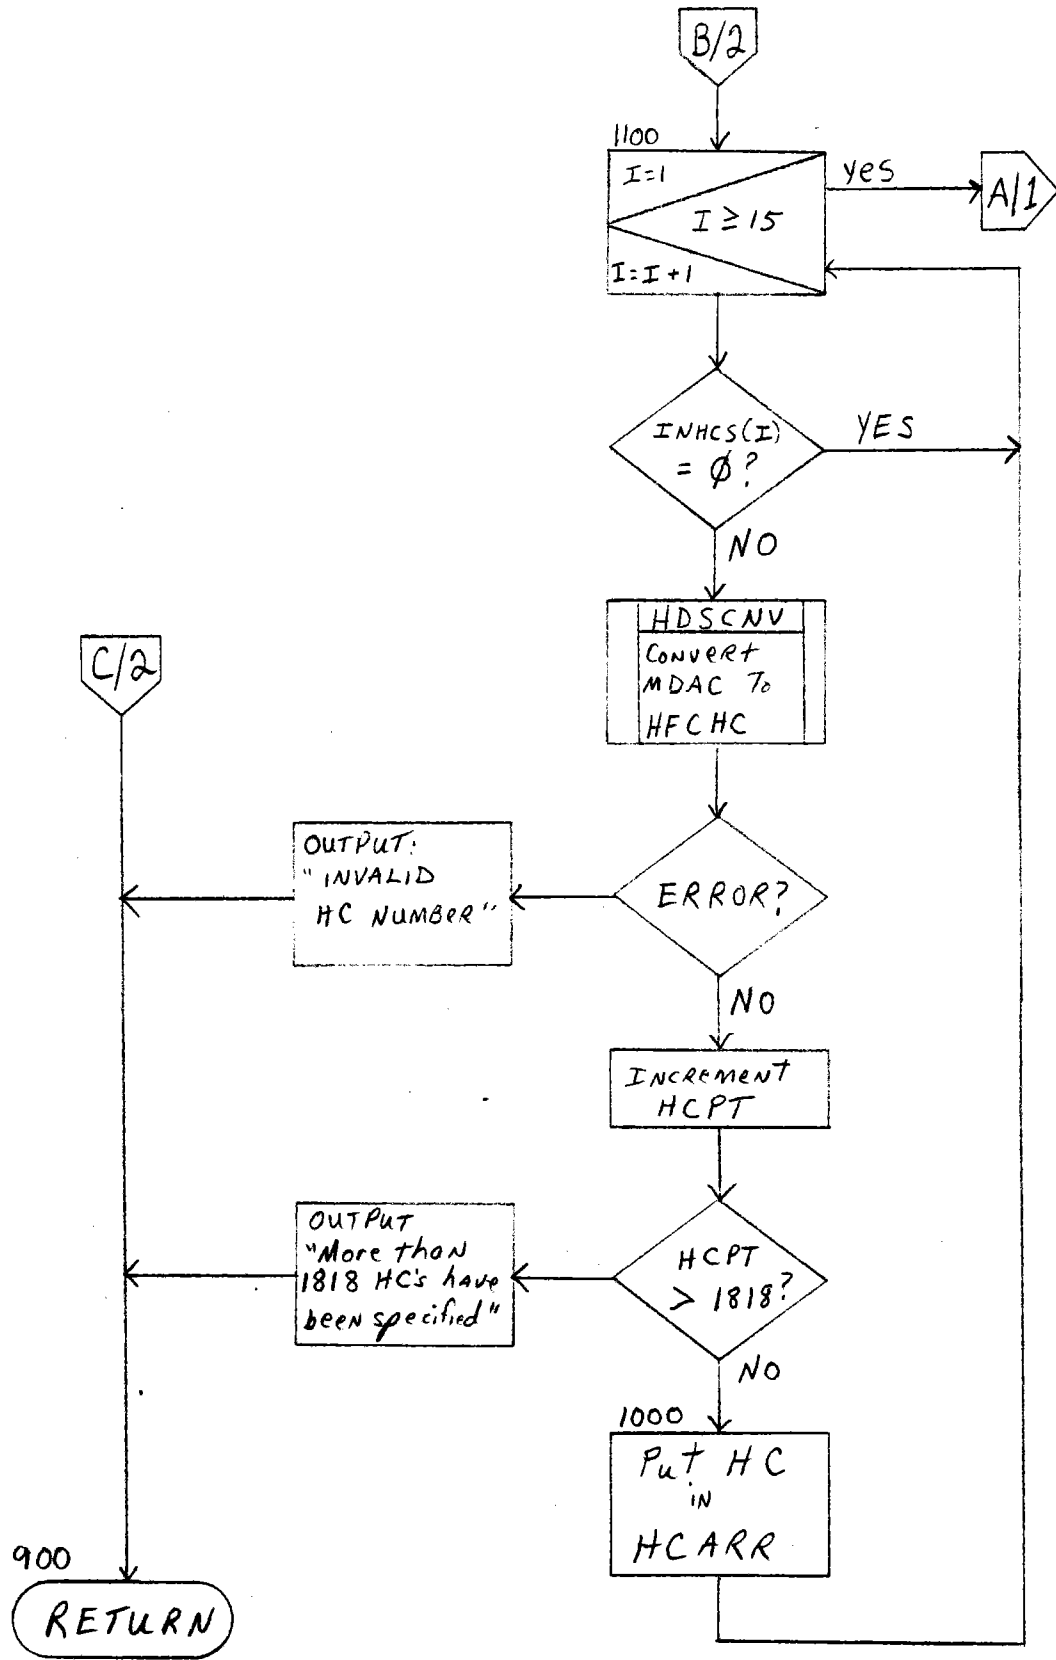 B/2
1100
I=1
I ≥ 15
I=I+1
yes
A/1
INHCS(I)
= Ø?
YES
NO
HDSCNV
Convert
MDAC To
HFCHC
C/2
OUTPUT:
"INVALID
HC NUMBER"
ERROR?
NO
INCREMENT
HCPT
OUTPUT
"More than
1818 HC's have
been specified"
HCPT
> 1818?
NO
1000
Put HC
IN
HCARR
900
RETURN